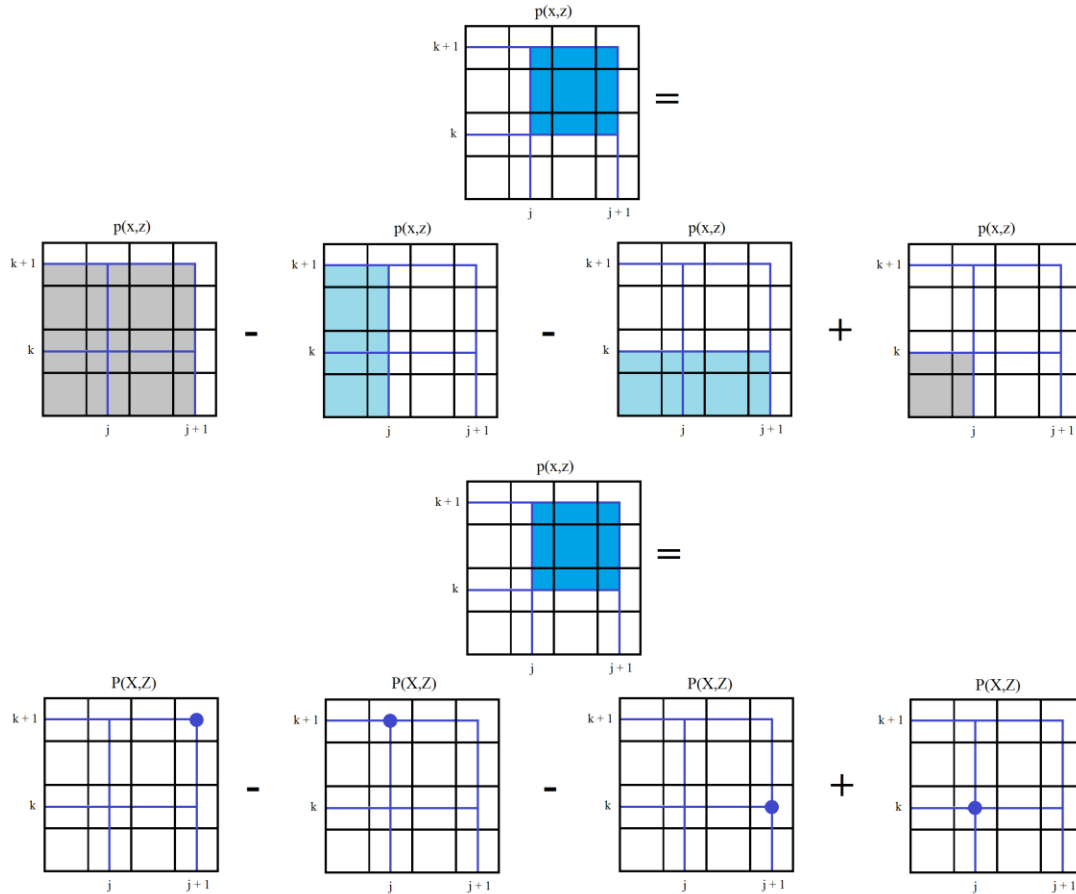 p(x,z)
k + 1
=
k
j j + 1
p(x,z) p(x,z) p(x,z) p(x,z)
k + 1 k + 1 k + 1 k + 1
- - +
k k k k
j j + 1 j j + 1 j j + 1 j j + 1
p(x,z)
k + 1
=
k
j j + 1
P(X,Z) P(X,Z) P(X,Z) P(X,Z)
k + 1 k + 1 k + 1 k + 1
- - +
k k k k
j j + 1 j j + 1 j j + 1 j j + 1